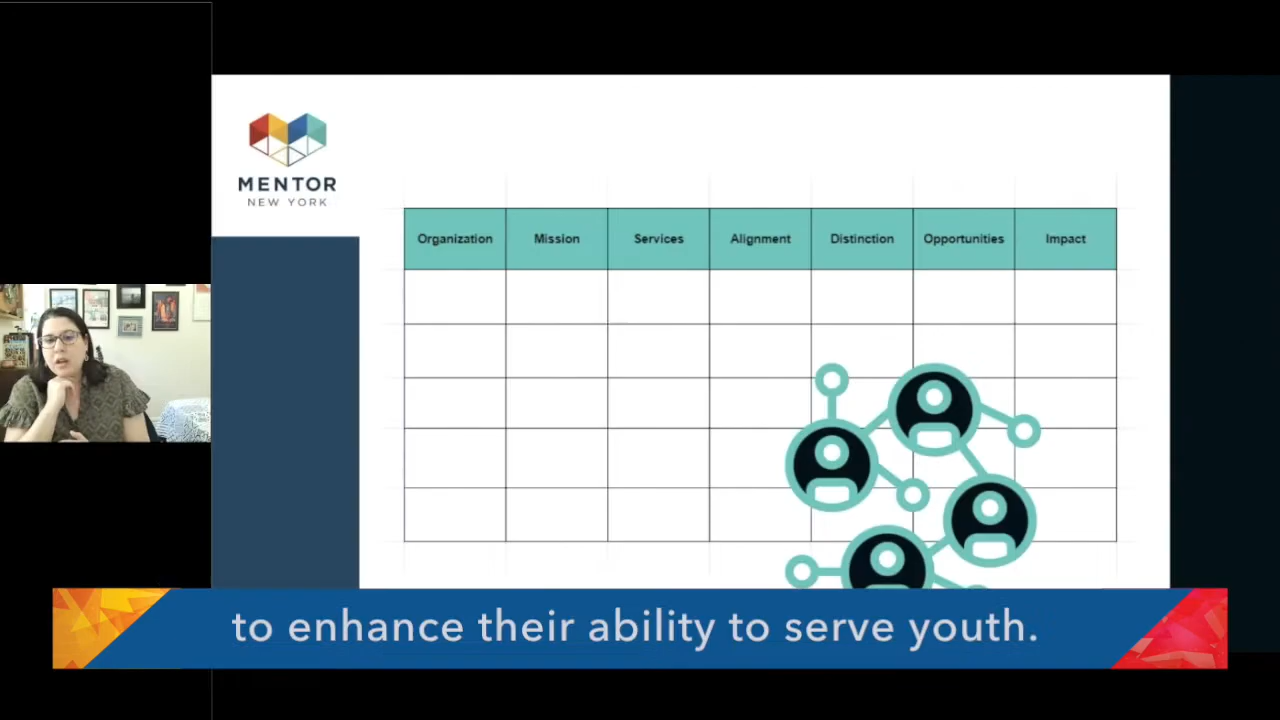 MENTOR
NEW YORK
Organization Mission Services Alignment Distinction Opportunities Impact
to enhance their ability to serve youth.